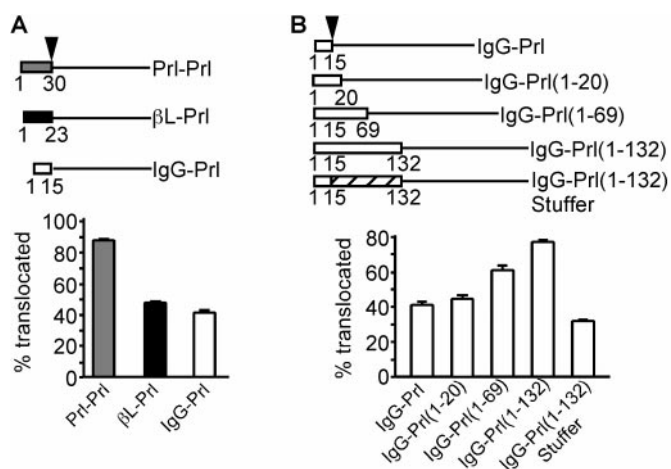 A
Prl-Prl
1 30
βL-Prl
1 23
IgG-Prl
1 15
% translocated
100
80
60
40
20
0
Prl-Prl
βL-Prl
IgG-Prl
B
IgG-Prl
1 15
IgG-Prl(1-20)
1 20
IgG-Prl(1-69)
1 15 69
IgG-Prl(1-132)
1 15 132
IgG-Prl(1-132)
Stuffer
1 15 132
% translocated
80
60
40
20
0
IgG-Prl
IgG-Prl(1-20)
IgG-Prl(1-69)
IgG-Prl(1-132)
IgG-Prl(1-132)
Stuffer